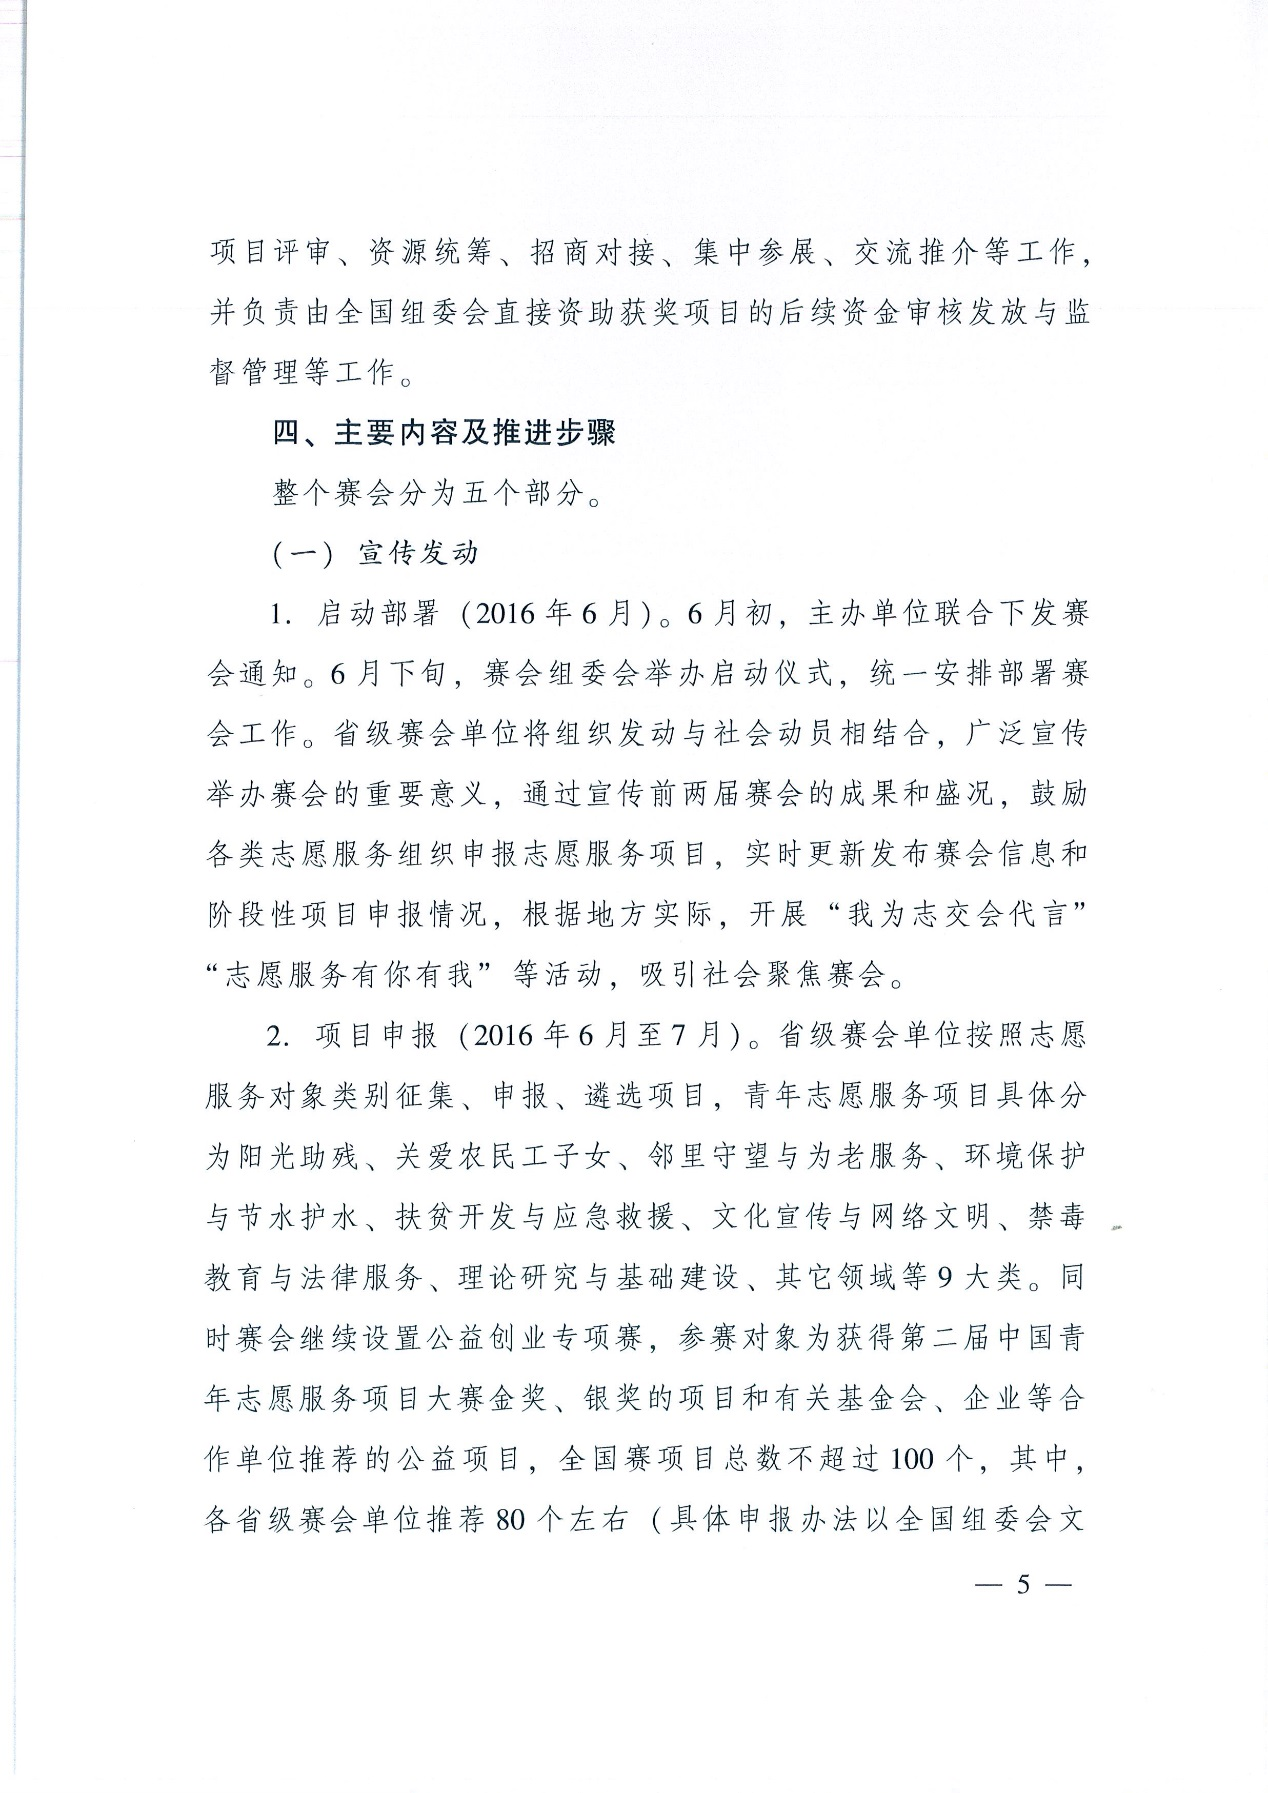 项目评审、资源统筹、招商对接、集中参展、交流推介等工作，
并负责由全国组委会直接资助获奖项目的后续资金审核发放与监
督管理等工作。
四、主要内容及推进步骤
整个赛会分为五个部分。
（一）宣传发动
1. 启动部署（2016 年 6 月）。6 月初，主办单位联合下发赛
会通知。6 月下旬，赛会组委会举办启动仪式，统一安排部署赛
会工作。省级赛会单位将组织发动与社会动员相结合，广泛宣传
举办赛会的重要意义，通过宣传前两届赛会的成果和盛况，鼓励
各类志愿服务组织申报志愿服务项目，实时更新发布赛会信息和
阶段性项目申报情况，根据地方实际，开展“我为志交会代言”
“志愿服务有你有我”等活动，吸引社会聚焦赛会。
2. 项目申报（2016 年 6 月至 7 月）。省级赛会单位按照志愿
服务对象类别征集、申报、遴选项目，青年志愿服务项目具体分
为阳光助残、关爱农民工子女、邻里守望与为老服务、环境保护
与节水护水、扶贫开发与应急救援、文化宣传与网络文明、禁毒
教育与法律服务、理论研究与基础建设、其它领域等 9 大类。同
时赛会继续设置公益创业专项赛，参赛对象为获得第二届中国青
年志愿服务项目大赛金奖、银奖的项目和有关基金会、企业等合
作单位推荐的公益项目，全国赛项目总数不超过 100 个，其中，
各省级赛会单位推荐 80 个左右（具体申报办法以全国组委会文
— 5 —